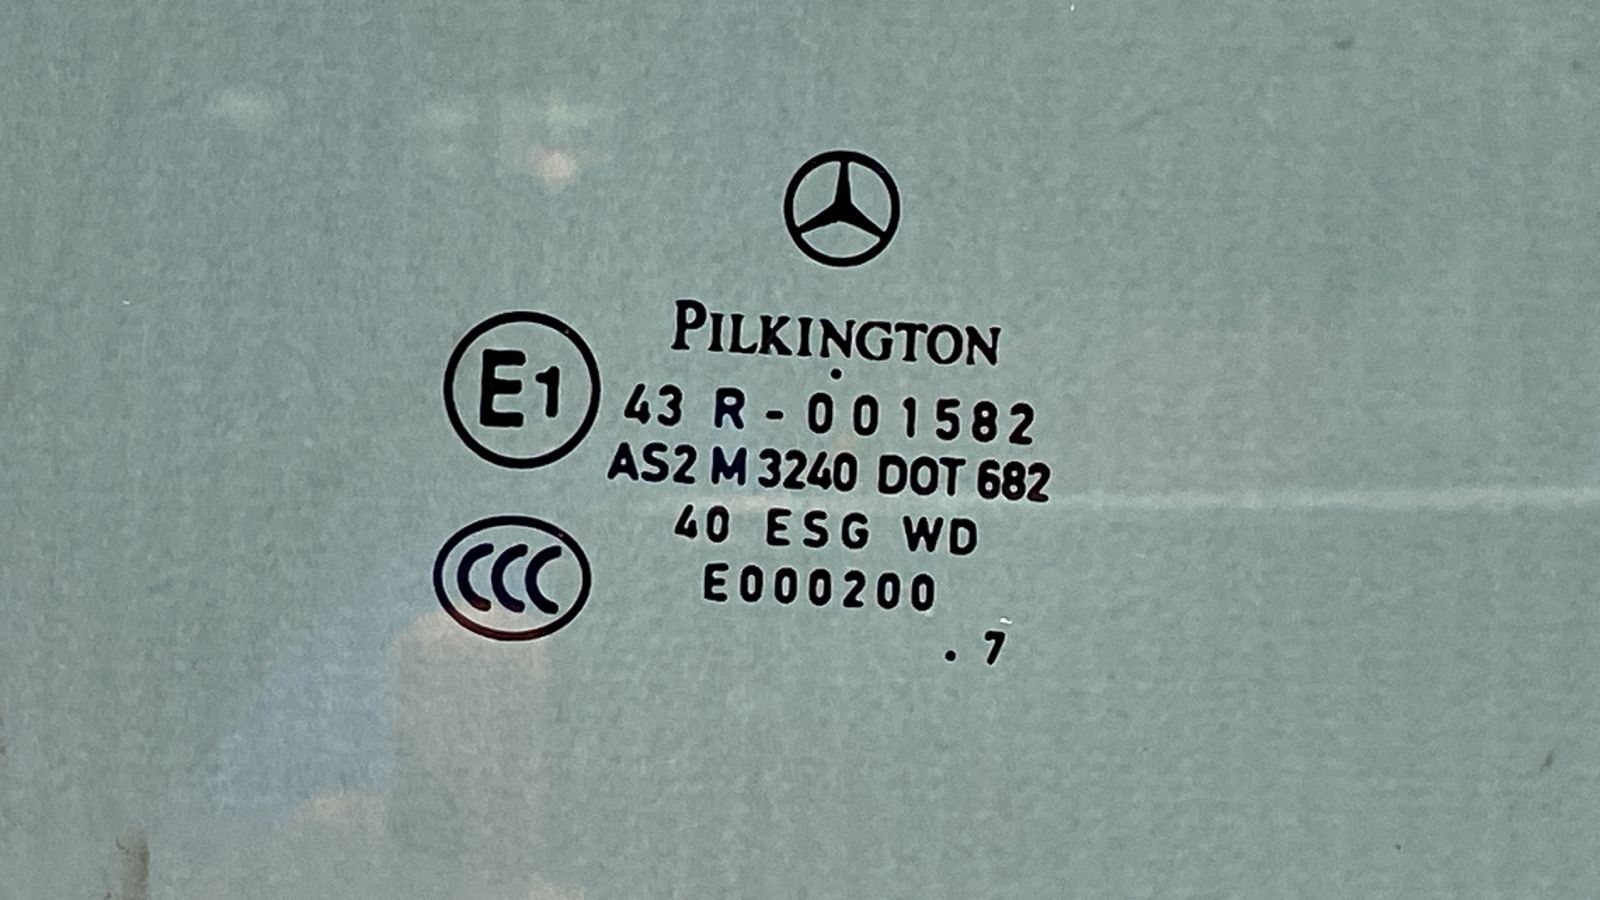 PILKINGTON
E1
43 R - 001582
AS2 M 3240 DOT 682
40 ESG WD
CCC
E000200
. 7